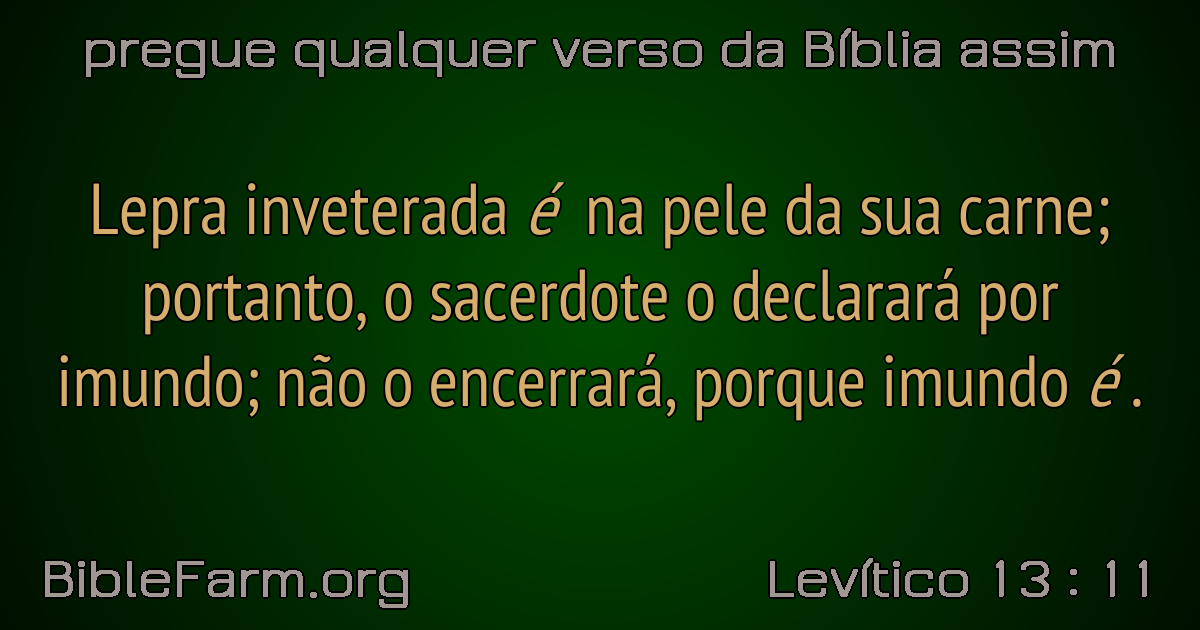 pregue qualquer verso da Bíblia assim
Lepra inveterada é na pele da sua carne;
portanto, o sacerdote o declarará por
imundo; não o encerrará, porque imundo é.
BibleFarm.org
Levítico 13 : 11